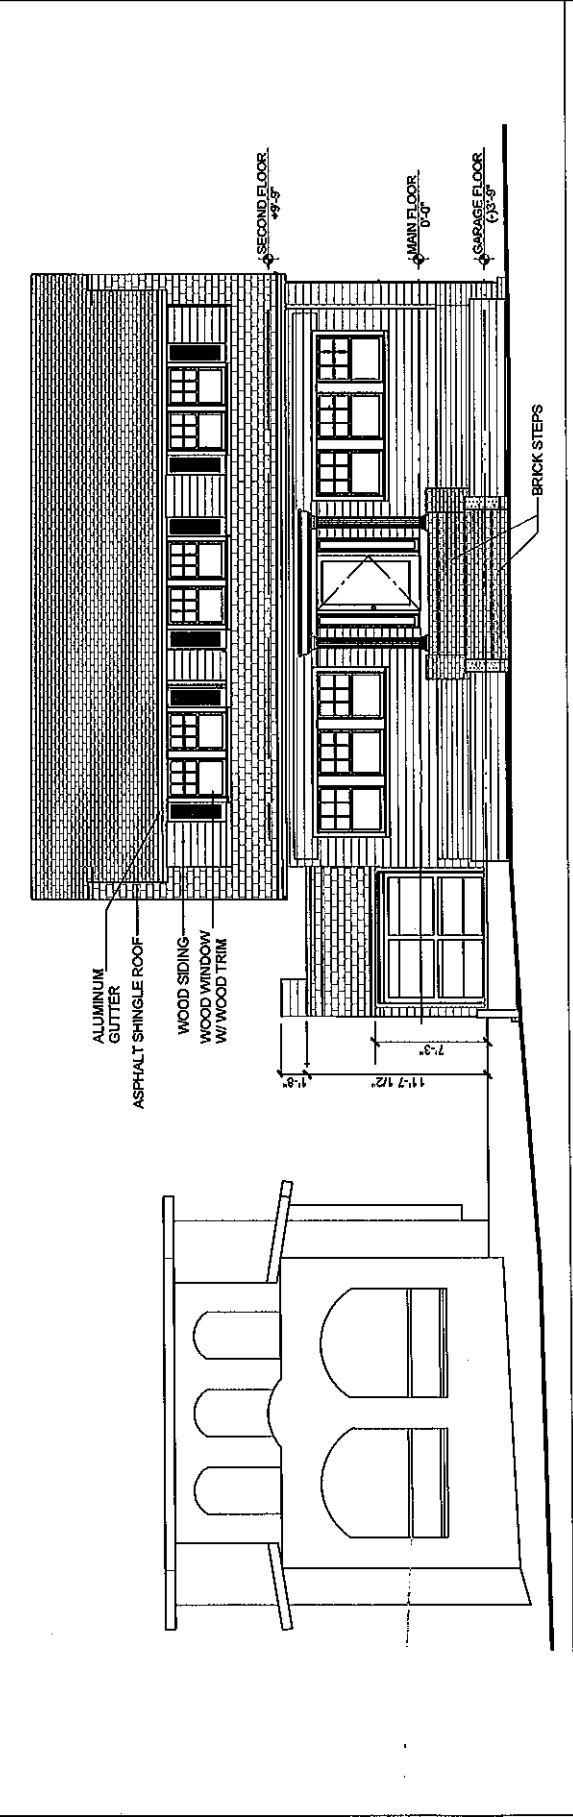 SECOND FLOOR
+9'-9"
MAIN FLOOR
0'-0"
GARAGE FLOOR
(-)3'-9"
BRICK STEPS
ALUMINUM
GUTTER
ASPHALT SHINGLE ROOF
WOOD SIDING
WOOD WINDOW
W/ WOOD TRIM
1'-8"
11'-7 1/2"
7'-3"